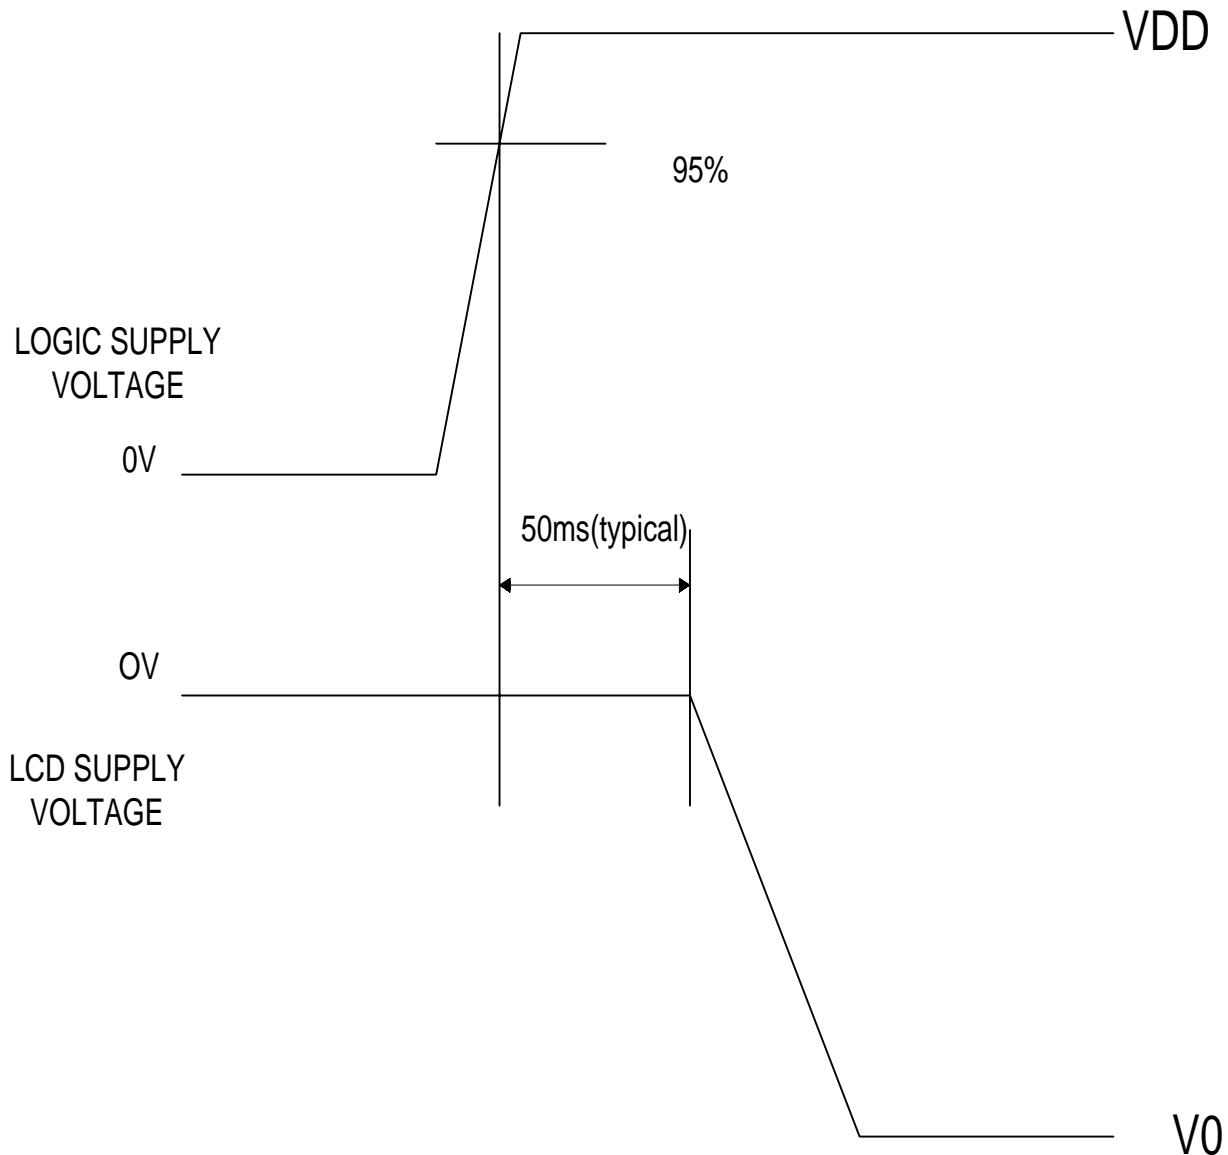 VDD
95%
LOGIC SUPPLY
VOLTAGE
0V
50ms(typical)
OV
LCD SUPPLY
VOLTAGE
V0